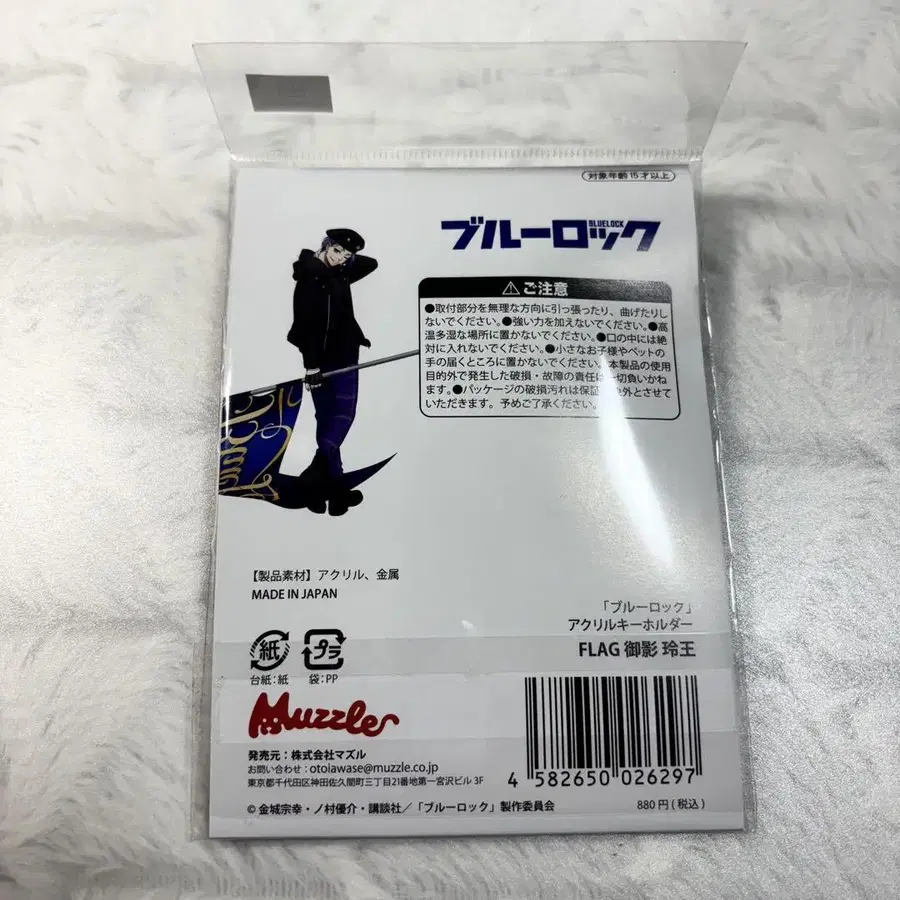 対象年齢15才以上
BLUELOCK
ブルーロック
⚠ご注意
●取付部分を無理な方向に引っ張ったり、曲げたりし
ないでください。●強い力を加えないでください。●高
温多湿な場所に置かないでください。●口の中には絶
対に入れないでください。●小さなお子様やペットの
手の届くところに置かないでください。本製品の使用
目的外で発生した破損・故障の責任は一切負いかね
ます。●パッケージの破損汚れは保証対象外とさせて
いただきます。予めご了承ください。
【製品素材】アクリル、金属
MADE IN JAPAN
「ブルーロック」
アクリルキーホルダー
FLAG 御影 玲王
紙 プラ
台紙:紙 袋:PP
Muzzle
発売元：株式会社マズル
お問い合わせ：otoiawase@muzzle.co.jp
東京都千代田区神田佐久間町三丁目21番地第一宮沢ビル 3F
4 582650 026297
© 金城宗幸・ノ村優介・講談社／「ブルーロック」製作委員会
880円(税込)